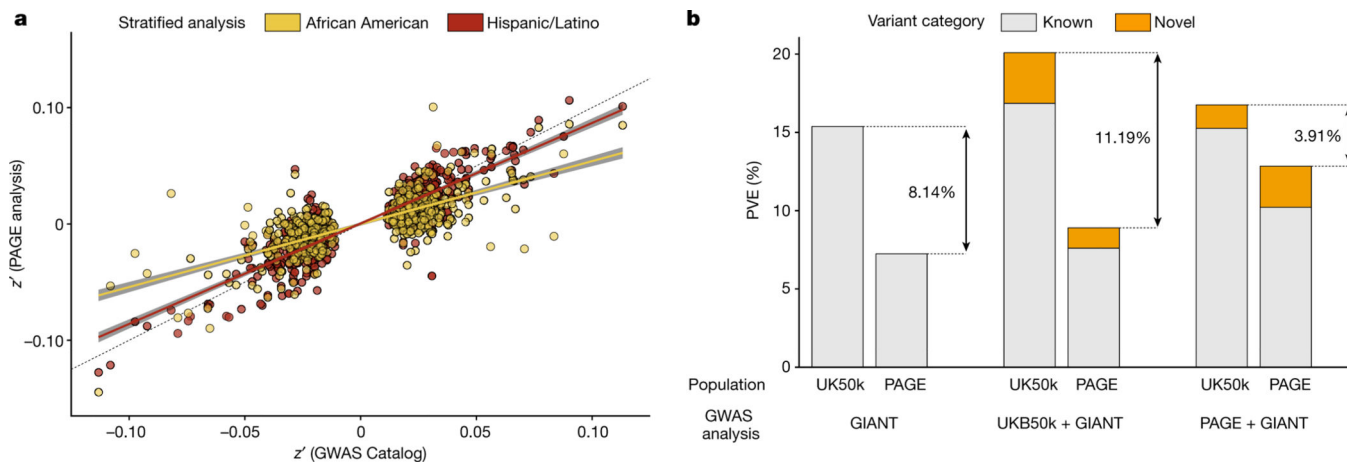 a
Stratified analysis African American Hispanic/Latino
z′ (PAGE analysis)
0.10
0
−0.10
−0.10 −0.05 0 0.05 0.10
z′ (GWAS Catalog)
b
Variant category Known Novel
PVE (%)
20
15
10
5
0
8.14%
11.19%
3.91%
Population UK50k PAGE UK50k PAGE UK50k PAGE
GWAS
analysis
GIANT UKB50k + GIANT PAGE + GIANT